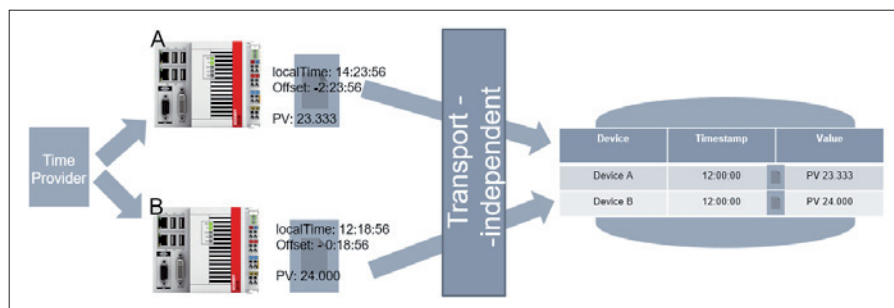 Time
Provider
A
localTime: 14:23:56
Offset: -2:23:56
PV: 23.333
B
localTime: 12:18:56
Offset: -0:18:56
PV: 24.000
Transport -
-independent
Device Timestamp Value
Device A 12:00:00 PV 23.333
Device B 12:00:00 PV 24.000